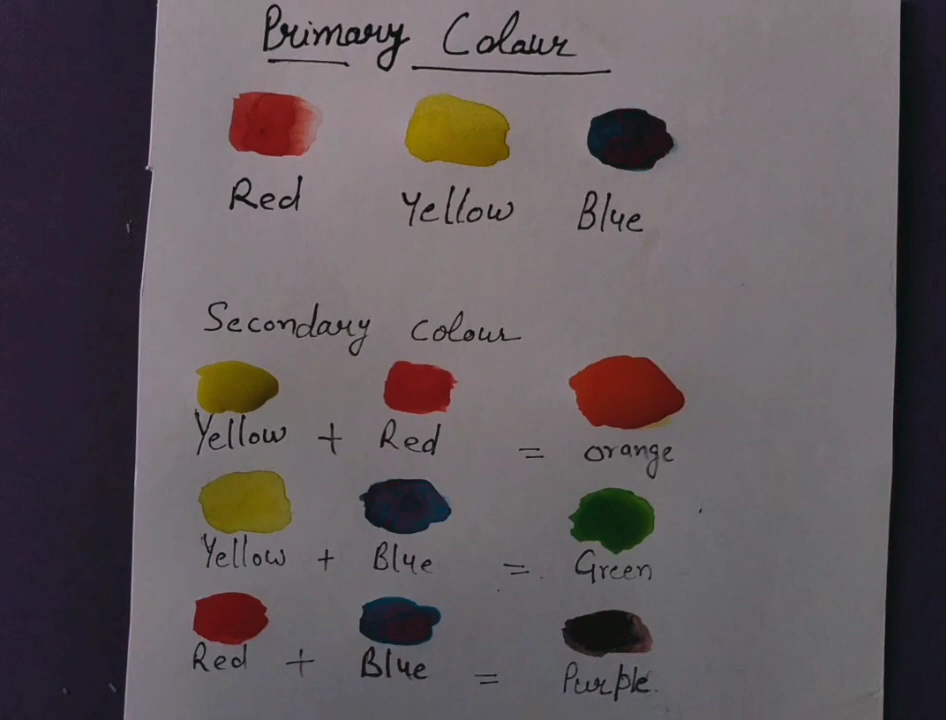 Primary Colour
Red Yellow Blue
Secondary colour
Yellow + Red = orange
Yellow + Blue = Green
Red + Blue = Purple.